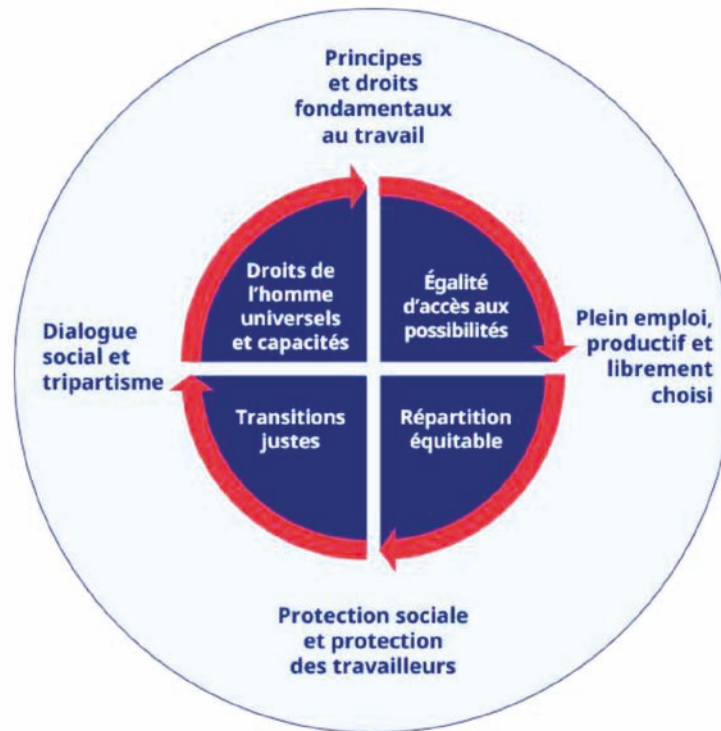 Principes
et droits
fondamentaux
au travail
Droits de
l'homme
universels
et capacités
Égalité
d'accès aux
possibilités
Dialogue
social et
tripartisme
Plein emploi,
productif et
librement
choisi
Transitions
justes
Répartition
équitable
Protection sociale
et protection
des travailleurs